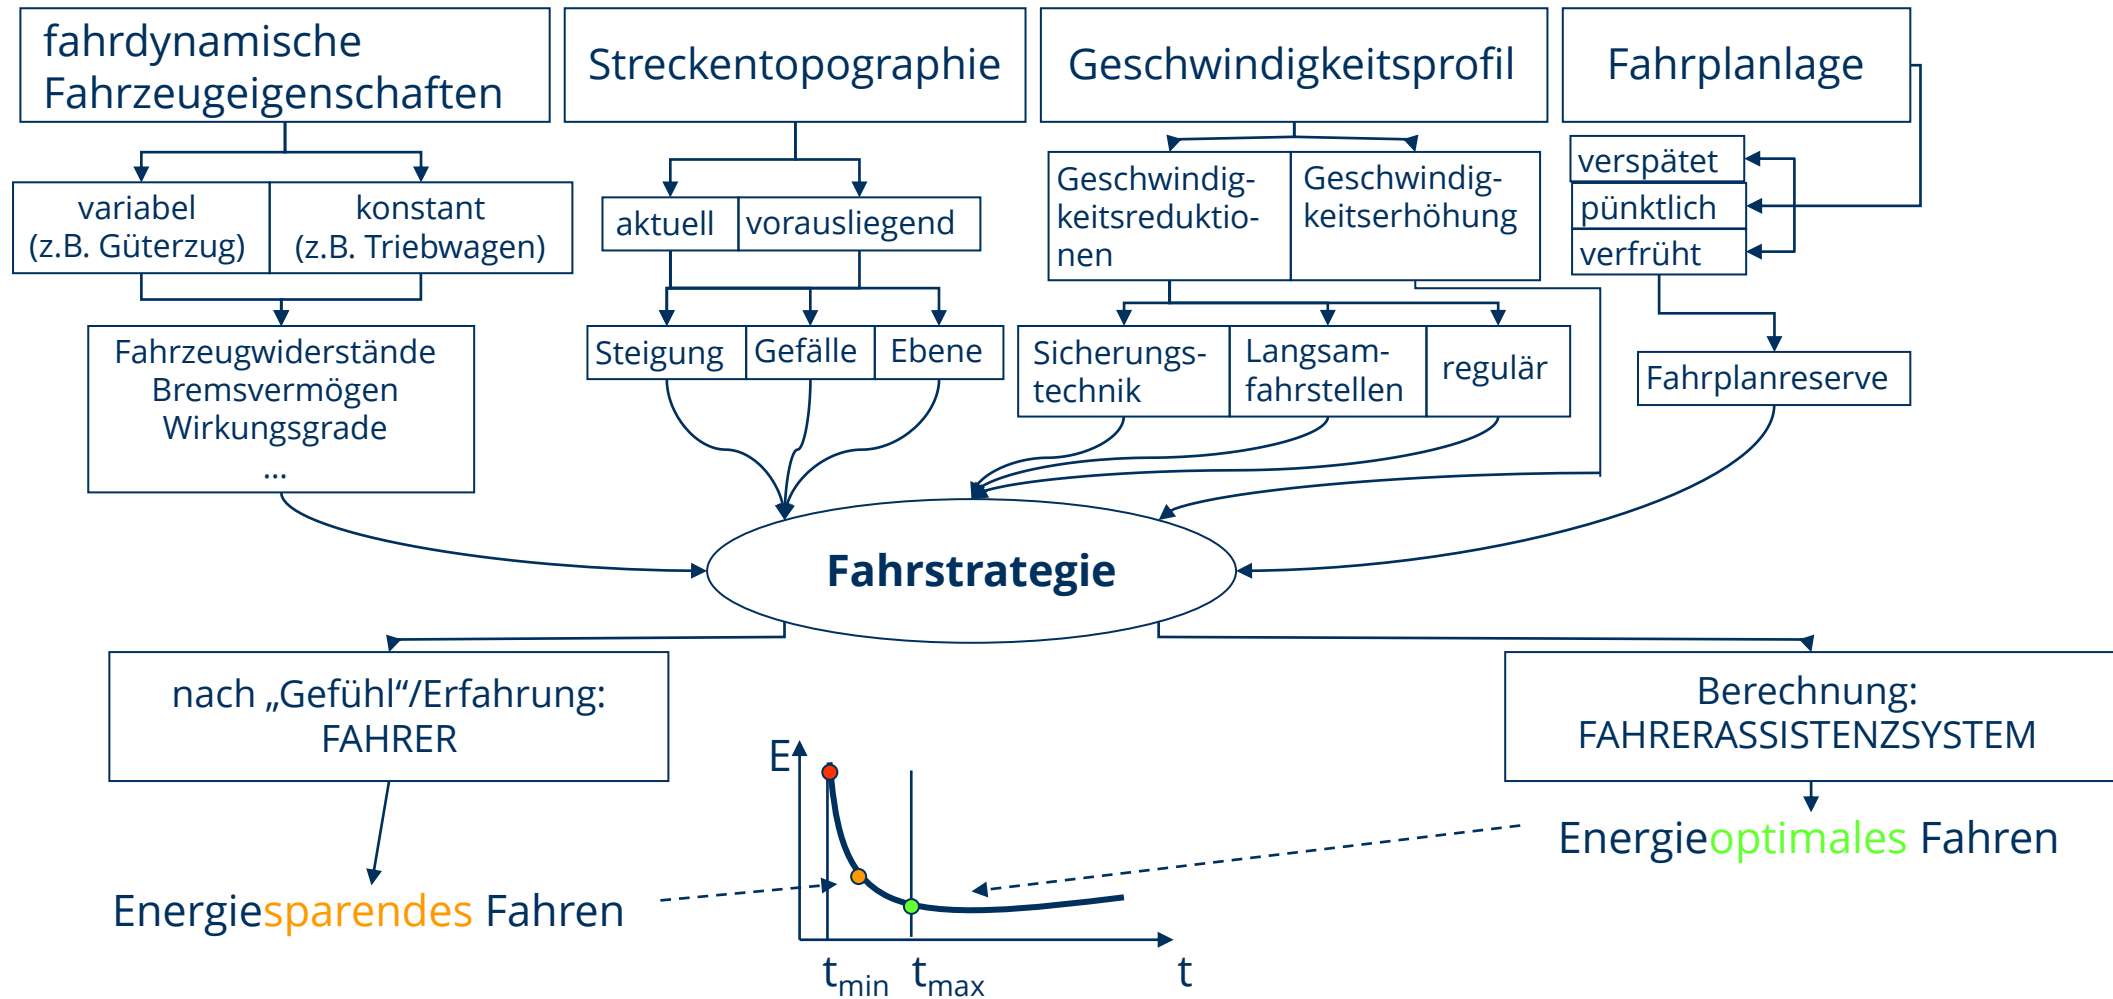 fahrdynamische
Fahrzeugeigenschaften
Streckentopographie
Geschwindigkeitsprofil
Fahrplanlage
variabel
(z.B. Güterzug)
konstant
(z.B. Triebwagen)
aktuell
vorausliegend
Geschwindig-
keitsreduktio-
nen
Geschwindig-
keitserhöhung
verspätet
pünktlich
verfrüht
Fahrzeugwiderstände
Bremsvermögen
Wirkungsgrade
...
Steigung
Gefälle
Ebene
Sicherungs-
technik
Langsam-
fahrstellen
regulär
Fahrplanreserve
Fahrstrategie
nach „Gefühl“/Erfahrung:
FAHRER
Berechnung:
FAHRERASSISTENZSYSTEM
Energiesparendes Fahren
Energieoptimales Fahren
E
tmin
tmax
t